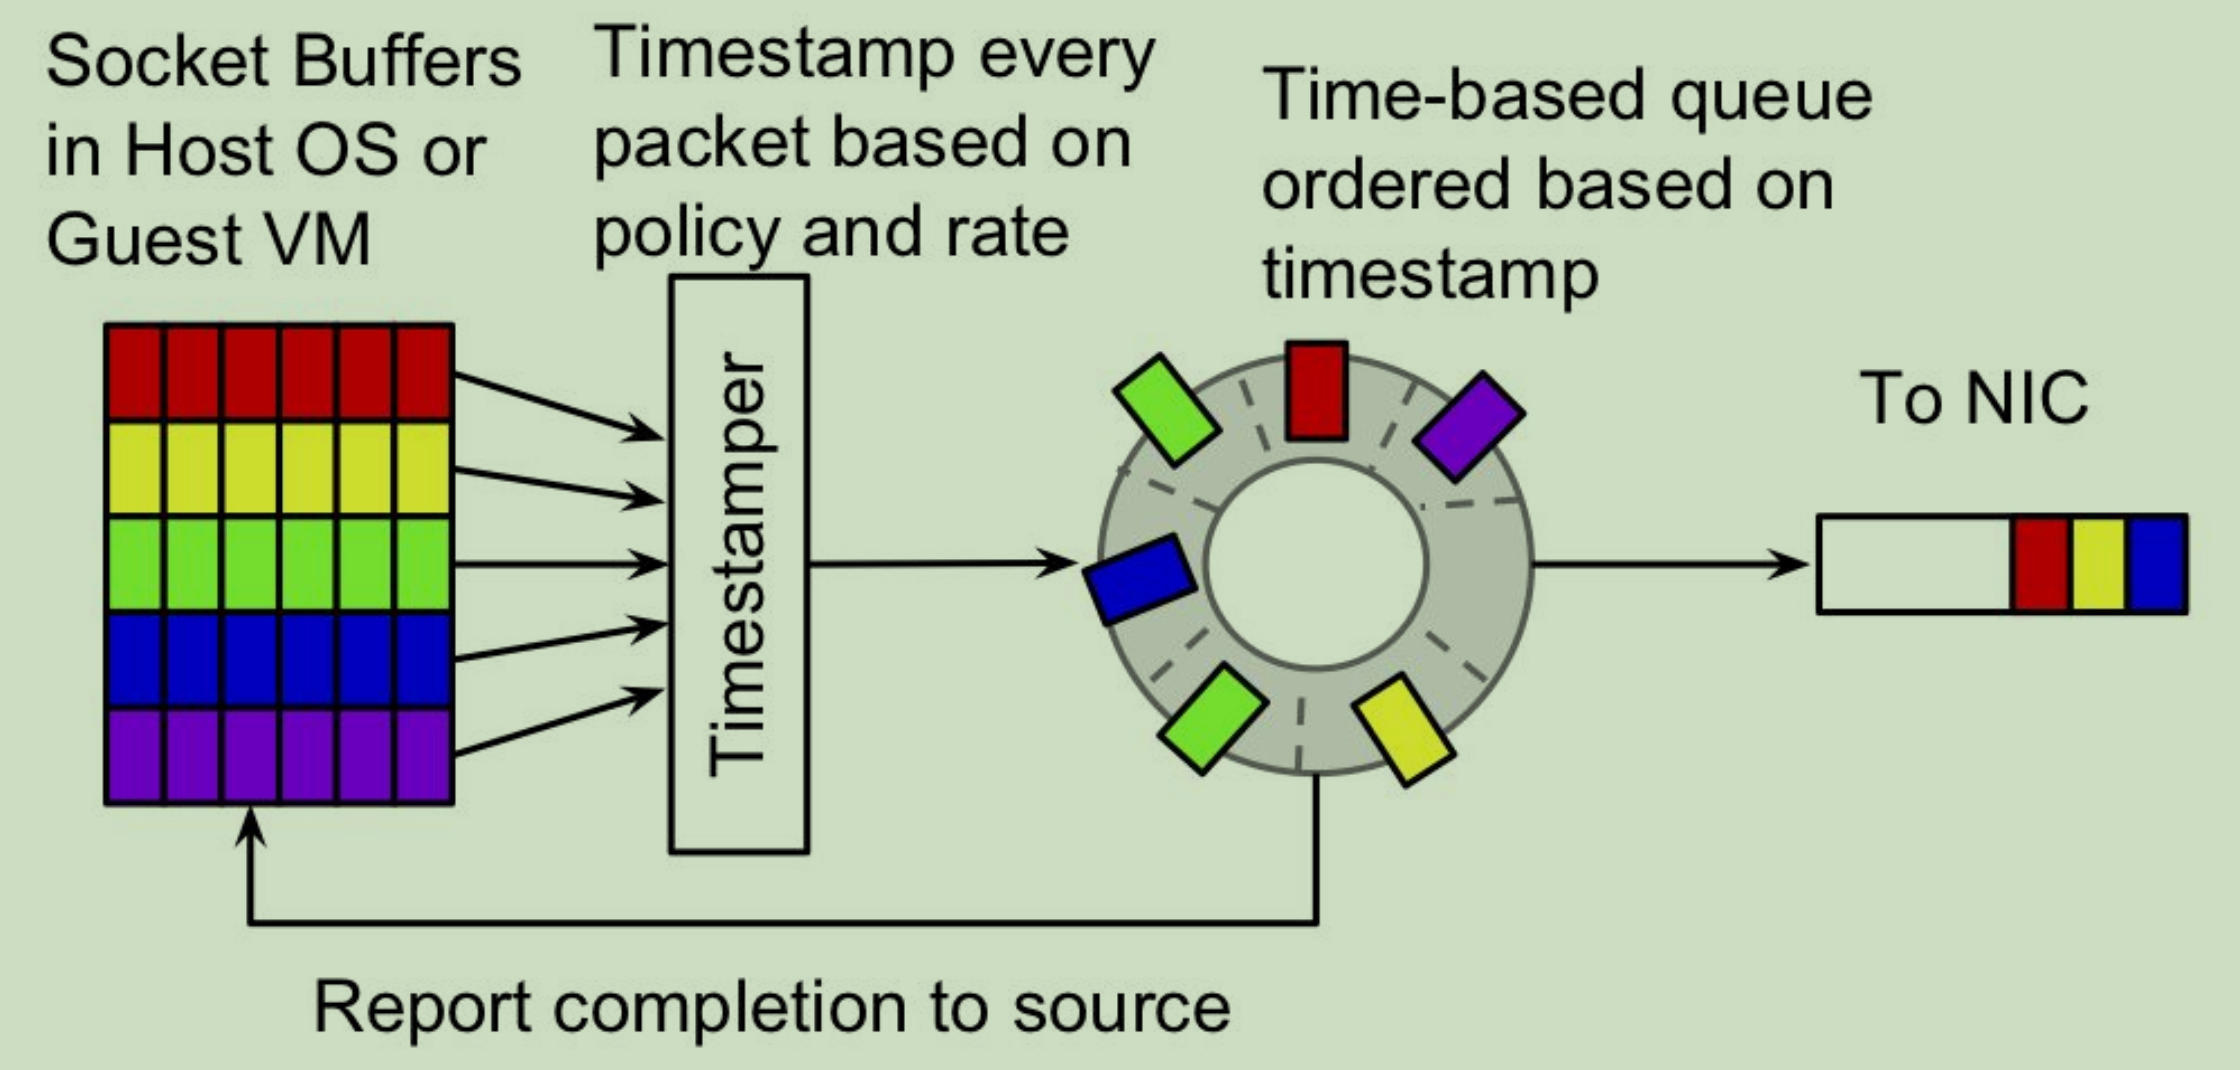 Socket Buffers
in Host OS or
Guest VM
Timestamp every
packet based on
policy and rate
Time-based queue
ordered based on
timestamp
Timestamper
To NIC
Report completion to source